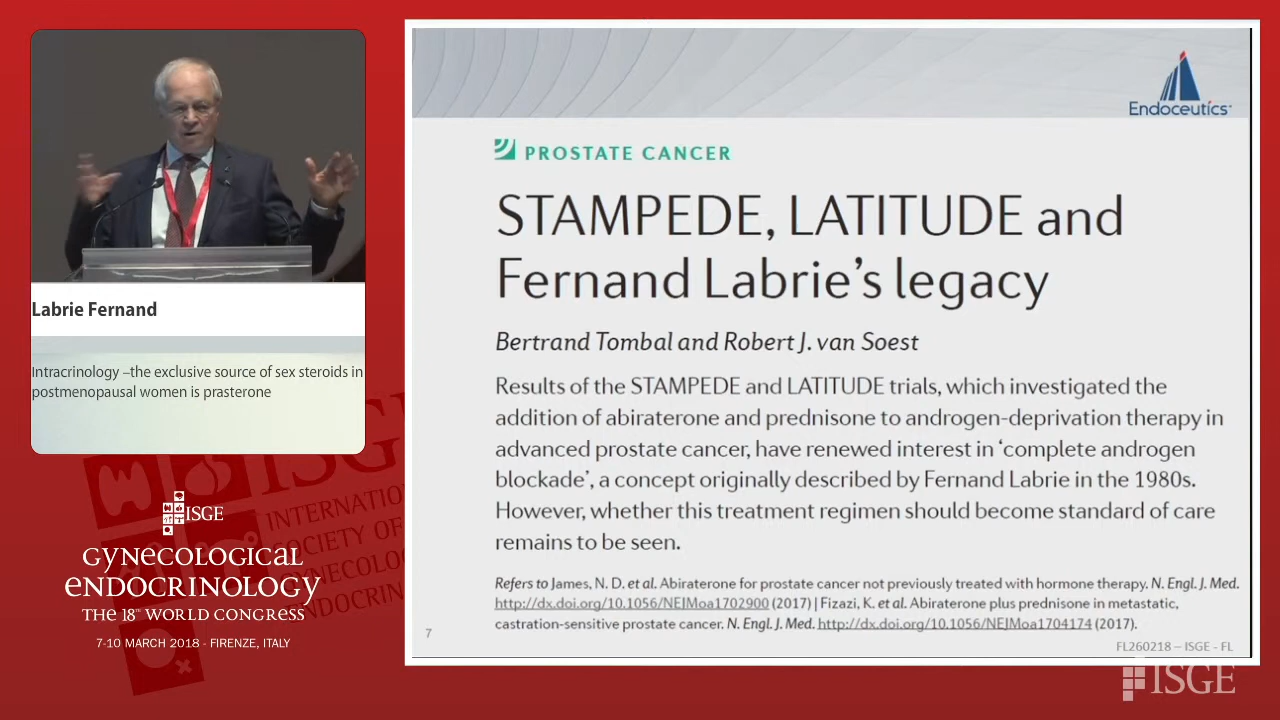 Labrie Fernand
Intracrinology –the exclusive source of sex steroids in
postmenopausal women is prasterone
ISGE
INTERNATIO
SOCIETY OF
GYNECOLO
ENDOCRIN
ISGE
GYNECOLOGICAL
ENDOCRINOLOGY
THE 18TH WORLD CONGRESS
7-10 MARCH 2018 - FIRENZE, ITALY
Endoceutics
PROSTATE CANCER
STAMPEDE, LATITUDE and
Fernand Labrie’s legacy
Bertrand Tombal and Robert J. van Soest
Results of the STAMPEDE and LATITUDE trials, which investigated the
addition of abiraterone and prednisone to androgen-deprivation therapy in
advanced prostate cancer, have renewed interest in ‘complete androgen
blockade’, a concept originally described by Fernand Labrie in the 1980s.
However, whether this treatment regimen should become standard of care
remains to be seen.
Refers to James, N. D. et al. Abiraterone for prostate cancer not previously treated with hormone therapy. N. Engl. J. Med.
http://dx.doi.org/10.1056/NEJMoa1702900 (2017) | Fizazi, K. et al. Abiraterone plus prednisone in metastatic,
castration-sensitive prostate cancer. N. Engl. J. Med. http://dx.doi.org/10.1056/NEJMoa1704174 (2017).
7
FL260218 – ISGE - FL
ISGE